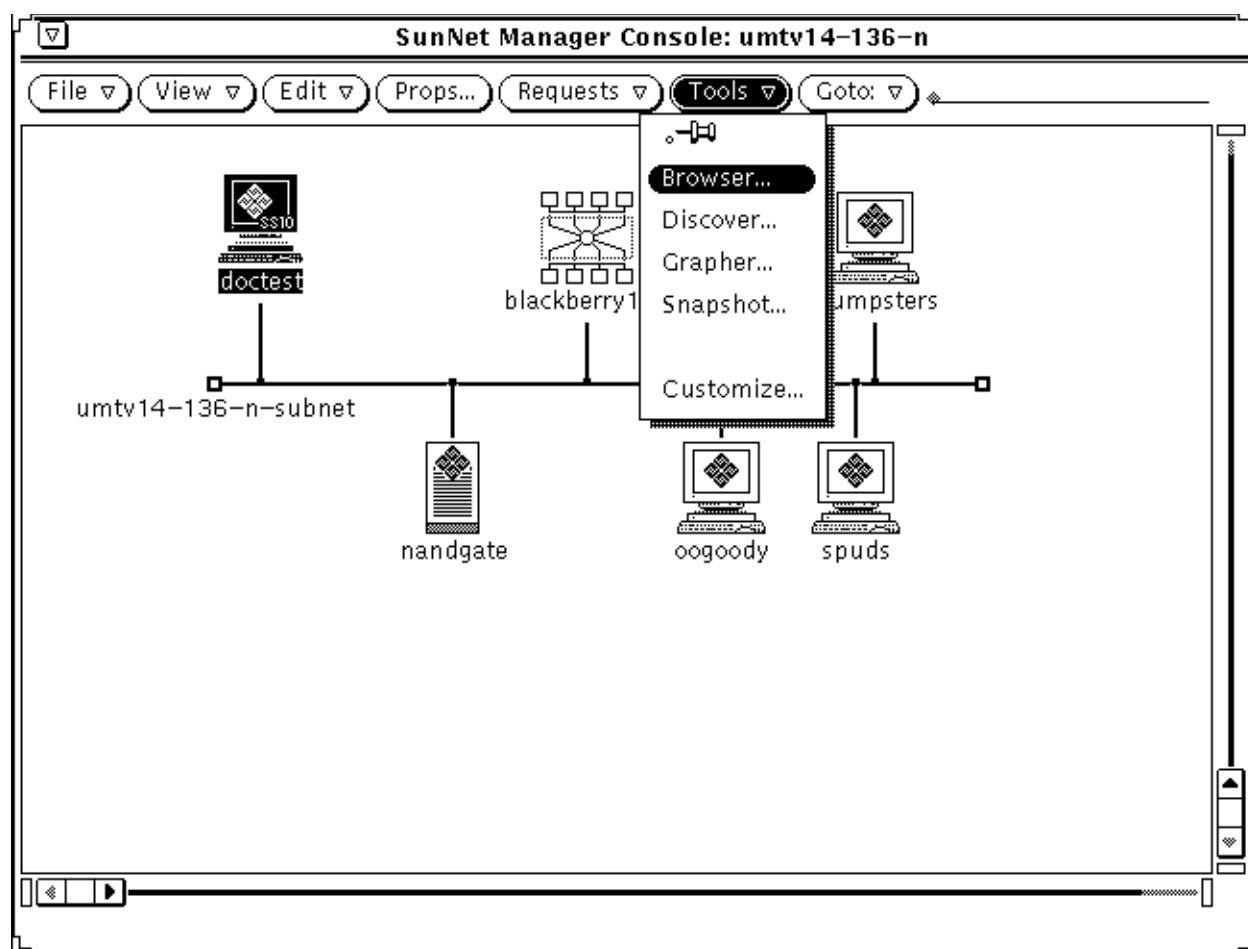 SunNet Manager Console: umtv14-136-n
File View Edit Props... Requests Tools Goto:
Browser...
Discover...
Grapher...
Snapshot...
Customize...
SS10
doctest
blackberry1
umpsters
umtv14-136-n-subnet
nandgate
oogoody
spuds